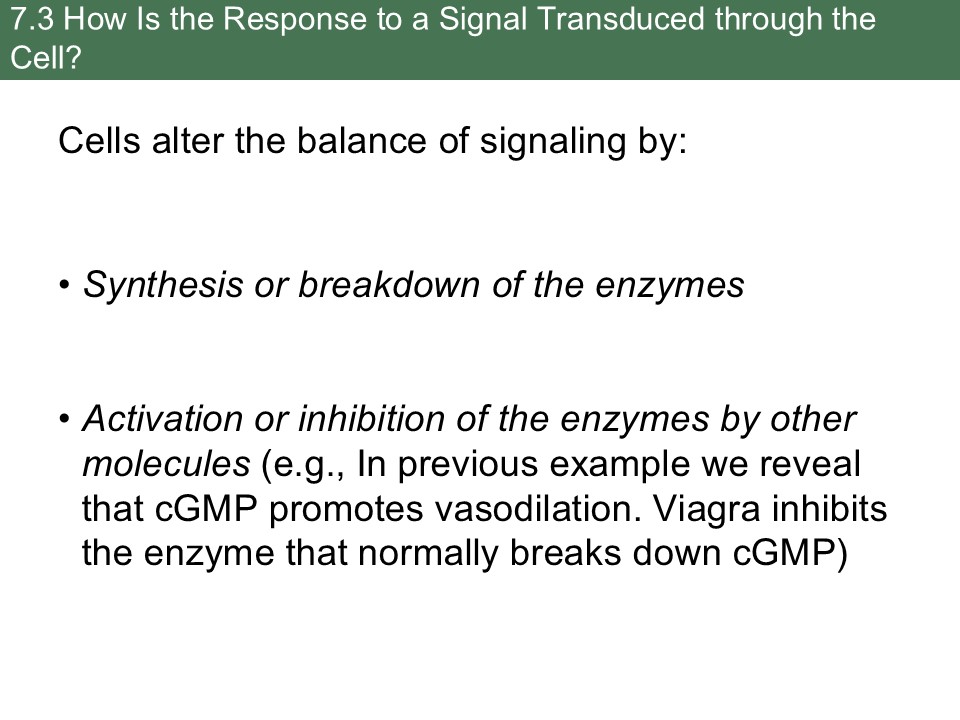 7.3 How Is the Response to a Signal Transduced through the
Cell?
Cells alter the balance of signaling by:
• Synthesis or breakdown of the enzymes
• Activation or inhibition of the enzymes by other
molecules (e.g., In previous example we reveal
that cGMP promotes vasodilation. Viagra inhibits
the enzyme that normally breaks down cGMP)